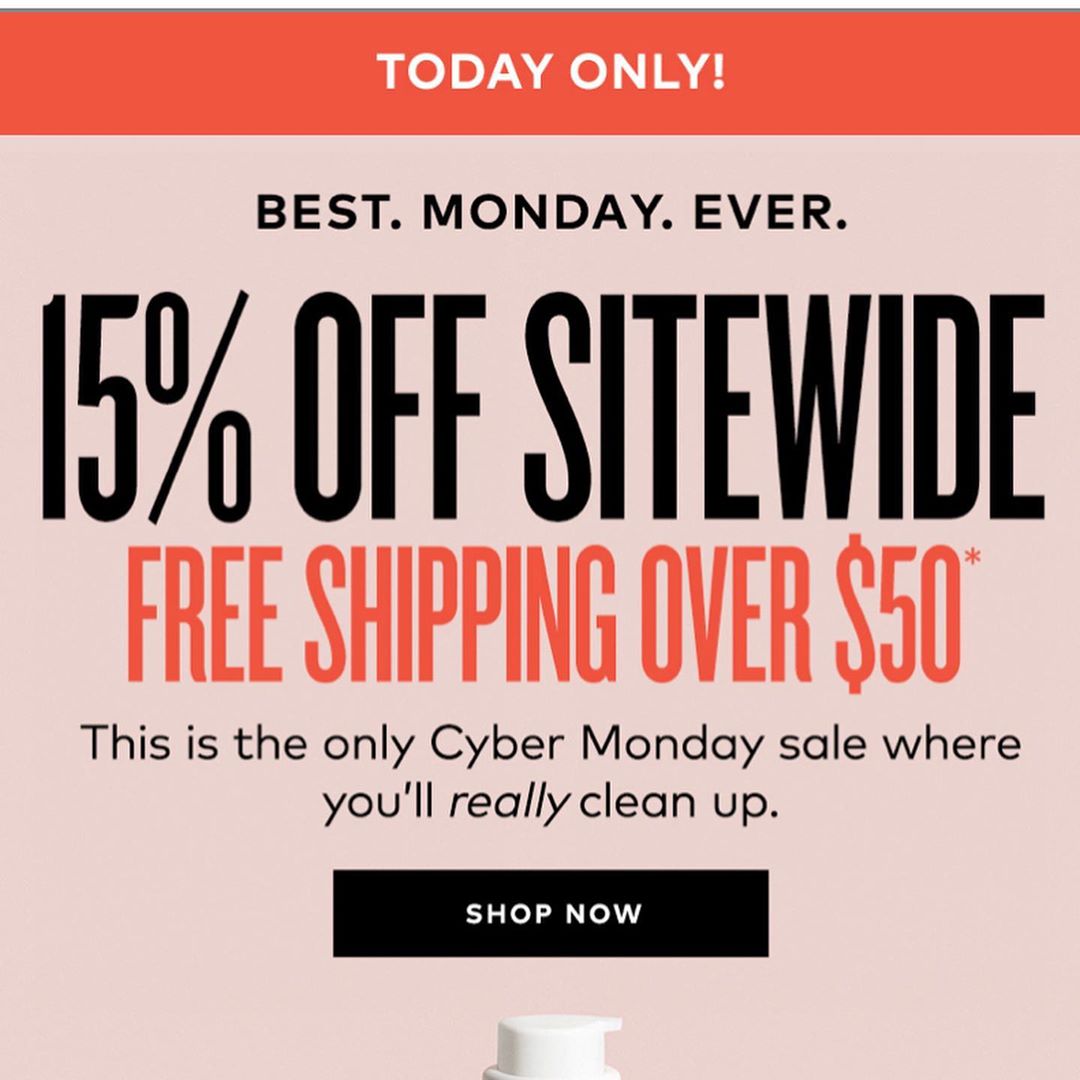 TODAY ONLY!
BEST. MONDAY. EVER.
15% OFF SITEWIDE
FREE SHIPPING OVER $50*
This is the only Cyber Monday sale where
you'll really clean up.
SHOP NOW